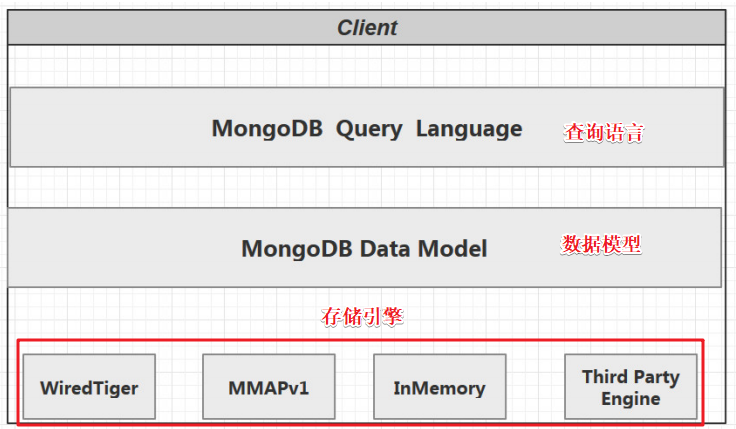 Client
MongoDB Query Language 查询语言
MongoDB Data Model 数据模型
存储引擎
WiredTiger
MMAPv1
InMemory
Third Party
Engine